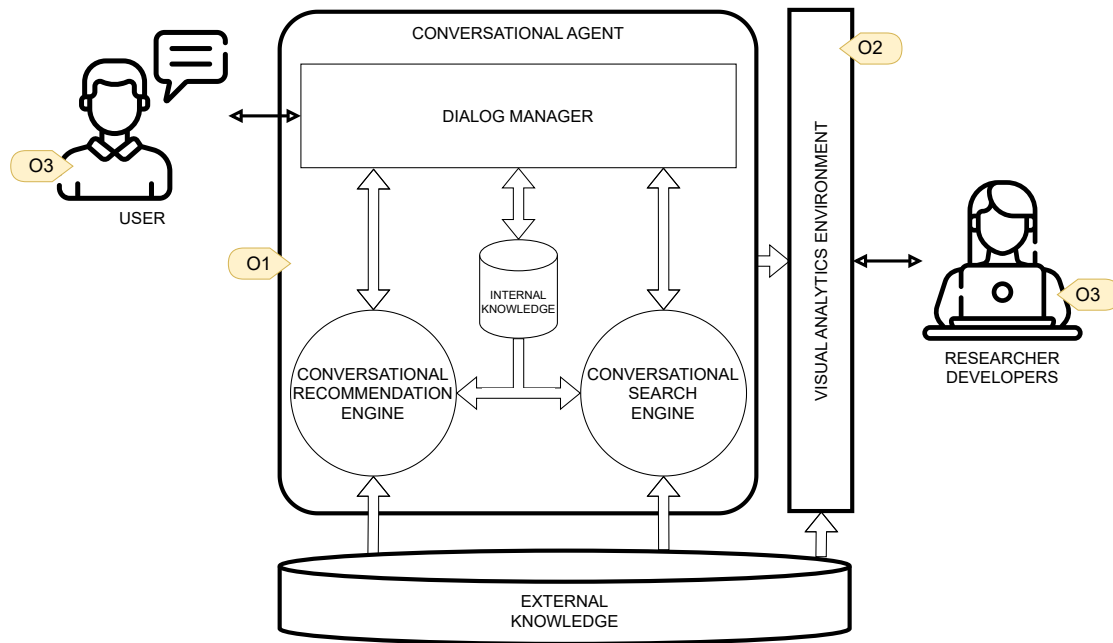 CONVERSATIONAL AGENT
O2
DIALOG MANAGER
O3
USER
O1
INTERNAL
KNOWLEDGE
VISUAL ANALYTICS ENVIRONMENT
O3
RESEARCHER
DEVELOPERS
CONVERSATIONAL
RECOMMENDATION
ENGINE
CONVERSATIONAL
SEARCH
ENGINE
EXTERNAL
KNOWLEDGE